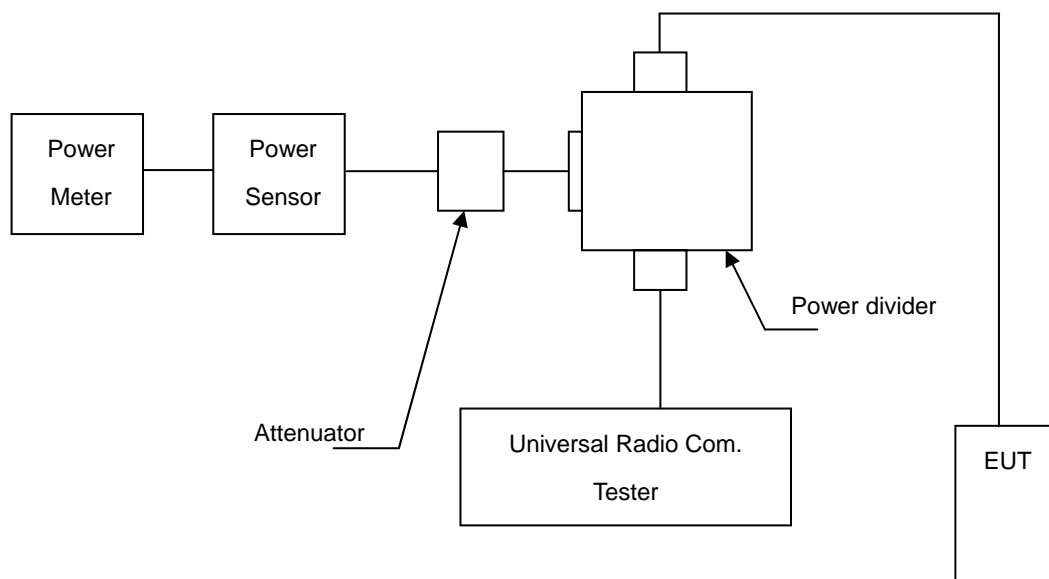 Power
Meter
Power
Sensor
Power divider
Attenuator
Universal Radio Com.
Tester
EUT